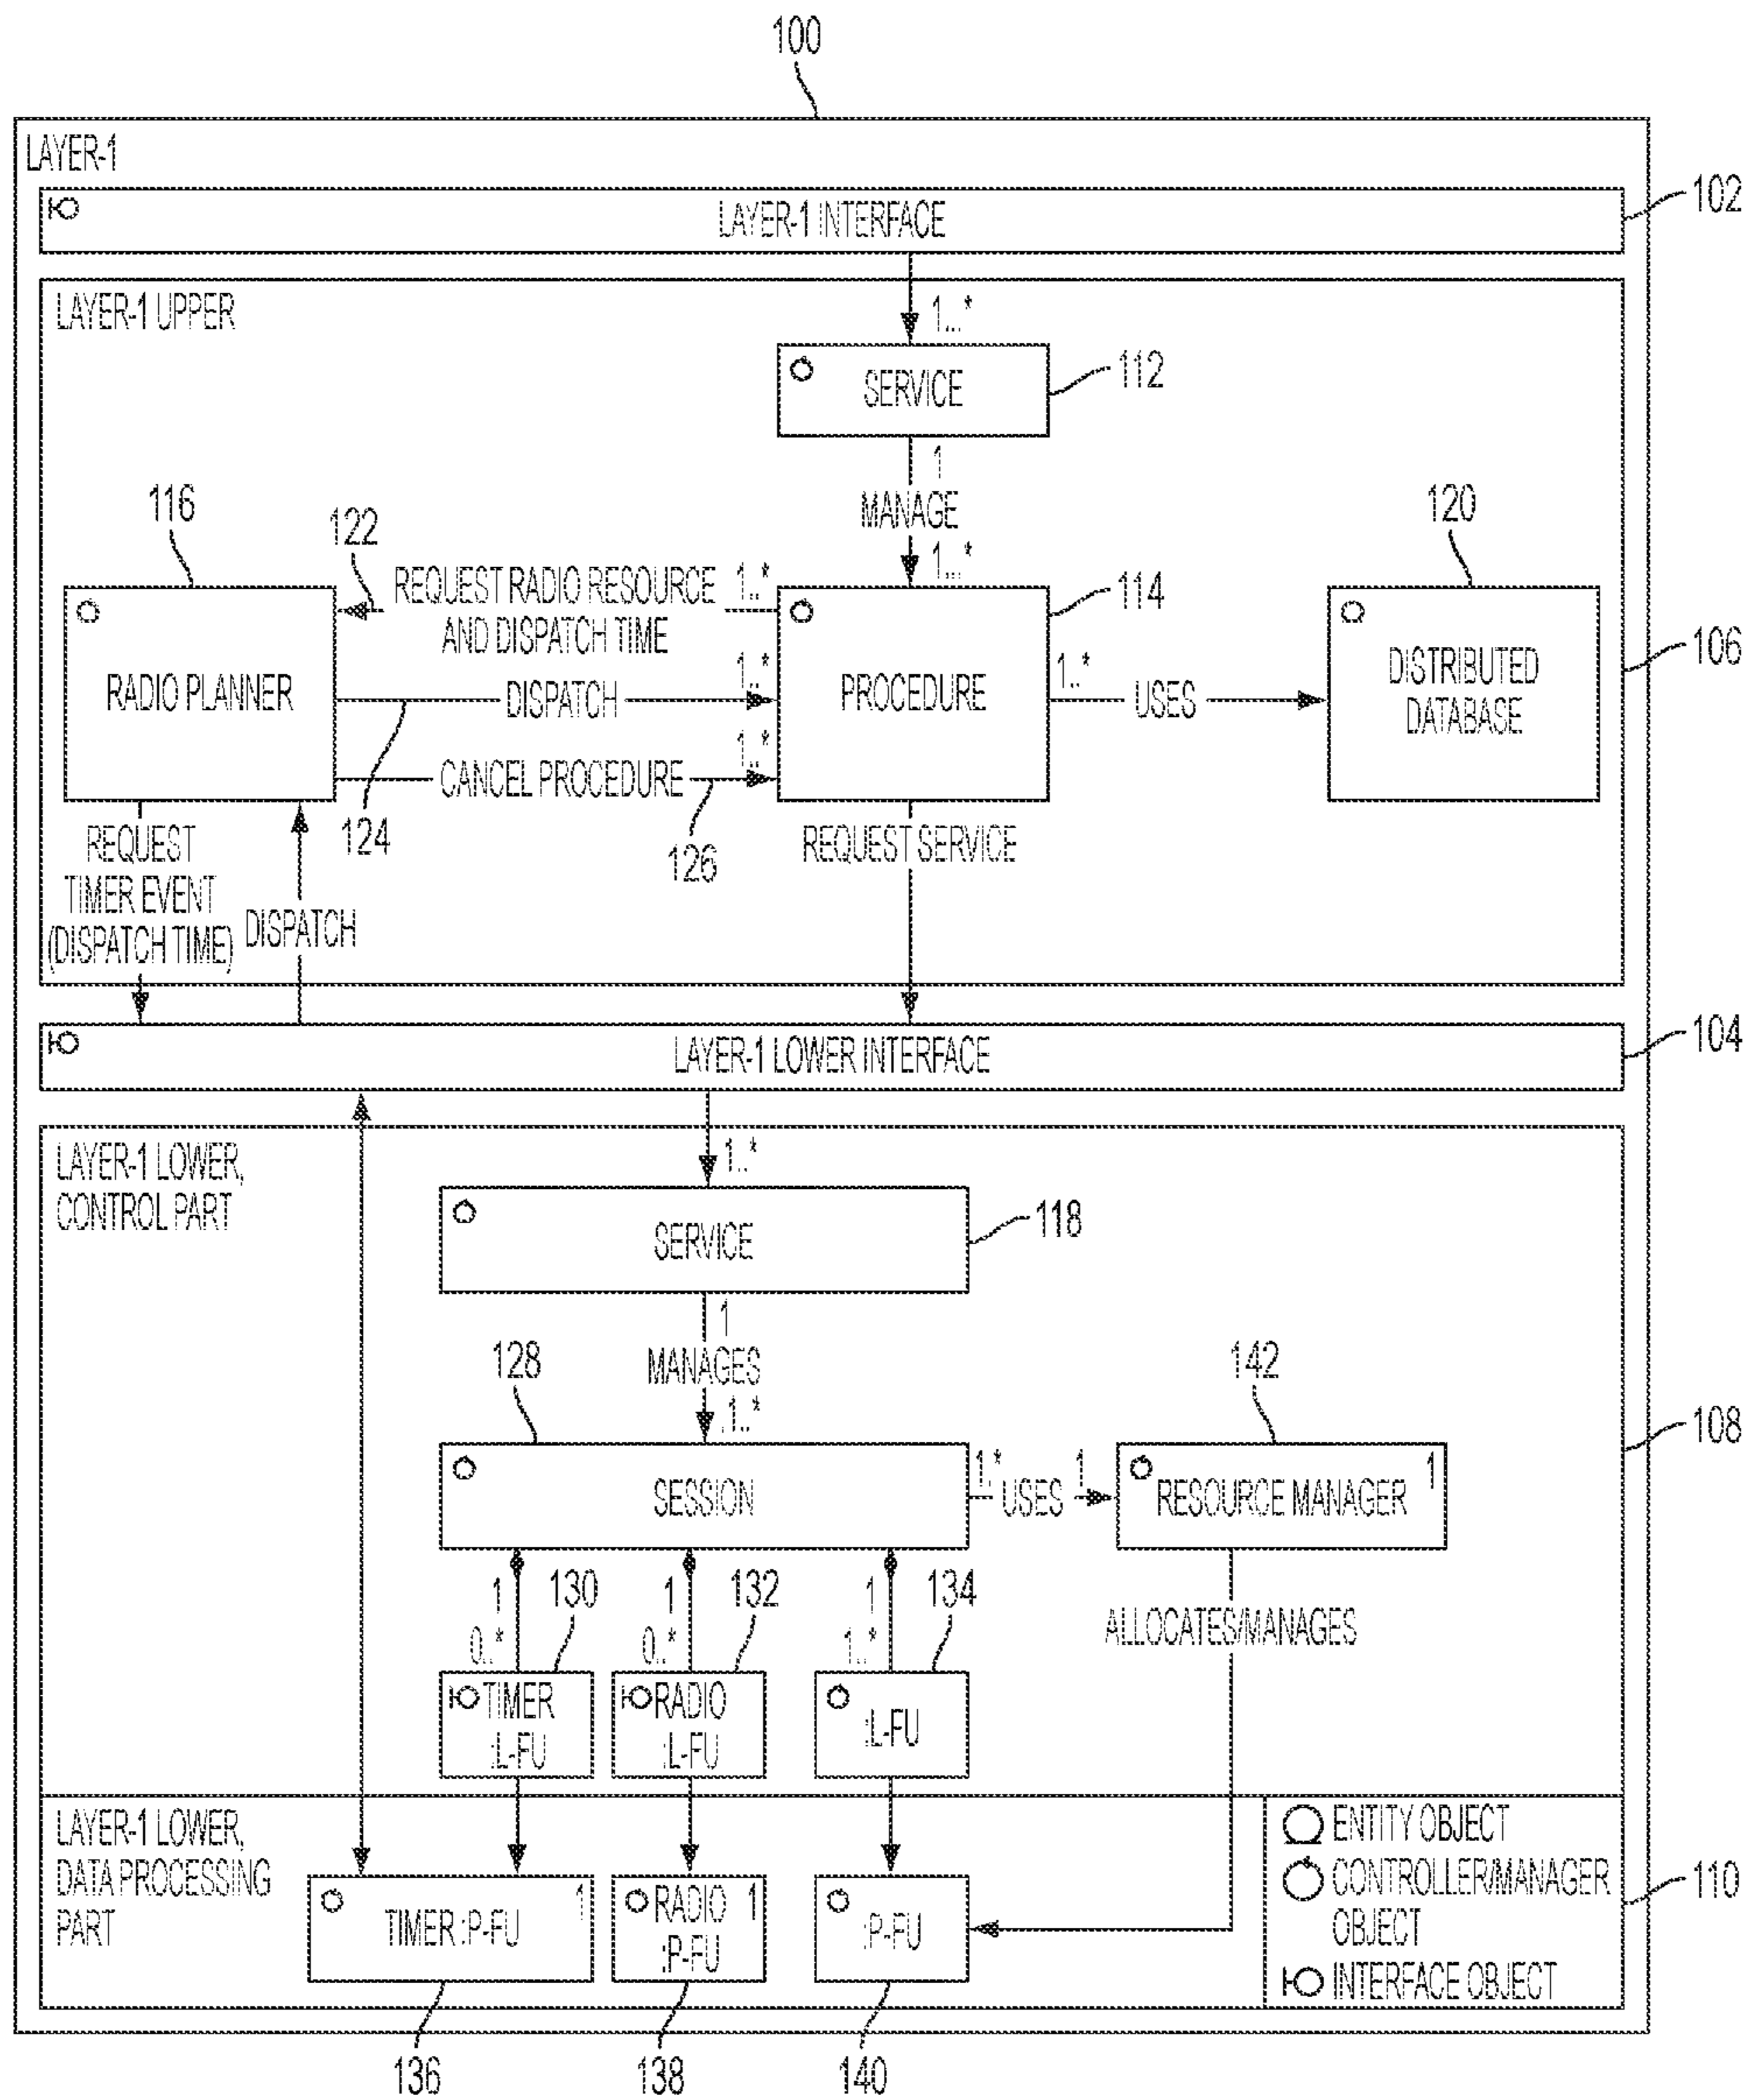 100
LAYER-1
LAYER-1 INTERFACE
102
LAYER-1 UPPER
1..*
SERVICE
112
1
MANAGE
1..*
116
122
120
REQUEST RADIO RESOURCE
AND DISPATCH TIME
1..*
114
RADIO PLANNER
DISPATCH
1..*
PROCEDURE
1..*
USES
DISTRIBUTED
DATABASE
106
CANCEL PROCEDURE
1..*
124
126
REQUEST
TIMER EVENT
(DISPATCH TIME)
DISPATCH
REQUEST SERVICE
LAYER-1 LOWER INTERFACE
104
LAYER-1 LOWER,
CONTROL PART
1..*
SERVICE
118
1
MANAGES
.1..*
128
142
108
SESSION
1.*
USES
1
RESOURCE MANAGER
1
1
0..*
130
1
0..*
132
1
1..*
134
ALLOCATES/MANAGES
TIMER
:L-FU
RADIO
:L-FU
:L-FU
LAYER-1 LOWER,
DATA PROCESSING
PART
TIMER :P-FU
1
RADIO
:P-FU
1
:P-FU
ENTITY OBJECT
CONTROLLER/MANAGER
OBJECT
INTERFACE OBJECT
110
136
138
140